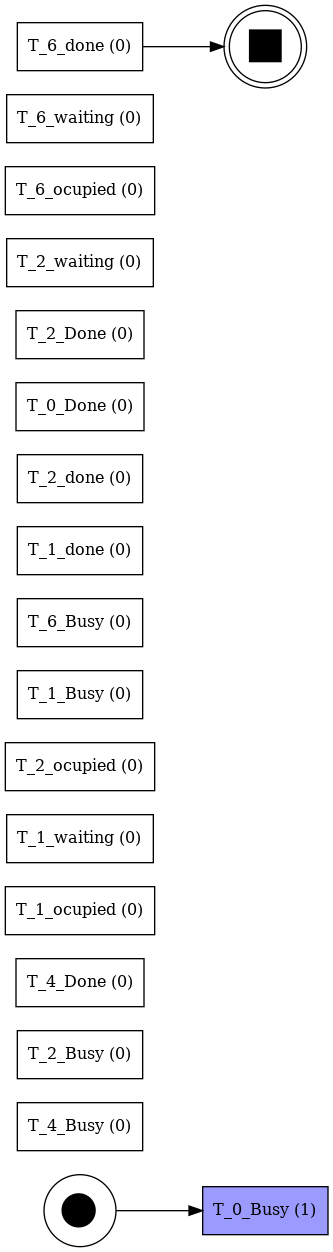 T_6_done (0)
T_6_waiting (0)
T_6_ocupied (0)
T_2_waiting (0)
T_2_Done (0)
T_0_Done (0)
T_2_done (0)
T_1_done (0)
T_6_Busy (0)
T_1_Busy (0)
T_2_ocupied (0)
T_1_waiting (0)
T_1_ocupied (0)
T_4_Done (0)
T_2_Busy (0)
T_4_Busy (0)
T_0_Busy (1)